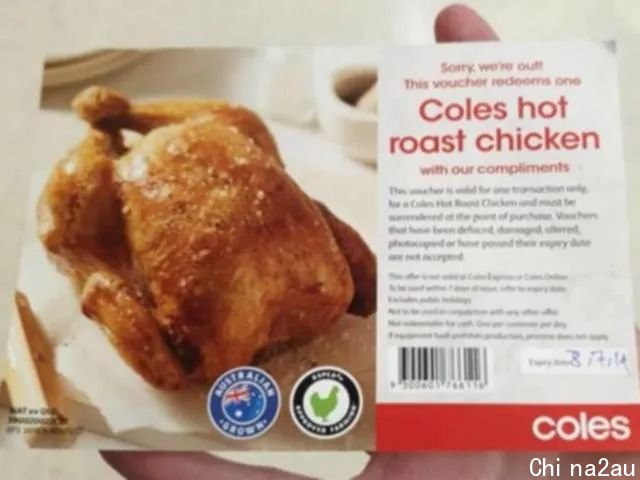 Sorry, we're out!
This voucher redeems one
Coles hot
roast chicken
with our compliments
This voucher is valid for one transaction only,
for a Coles Hot Roast Chicken and must be
surrendered at the point of purchase. Vouchers
that have been defaced, damaged, altered,
photocopied or have passed their expiry date
are not accepted.
This offer is not valid at Coles Express or Coles Online
To be used within 7 days of issue, refer to expiry date
Excludes public holidays
Not to be used in conjunction with any other offer
Not redeemable for cash. One per customer per day
If equipment fault prohibits production, promise does not apply
9 300601 766116
Expiry date
AUSTRALIAN
GROWN
RSPCA
APPROVED FARMING
coles
Chi na2au